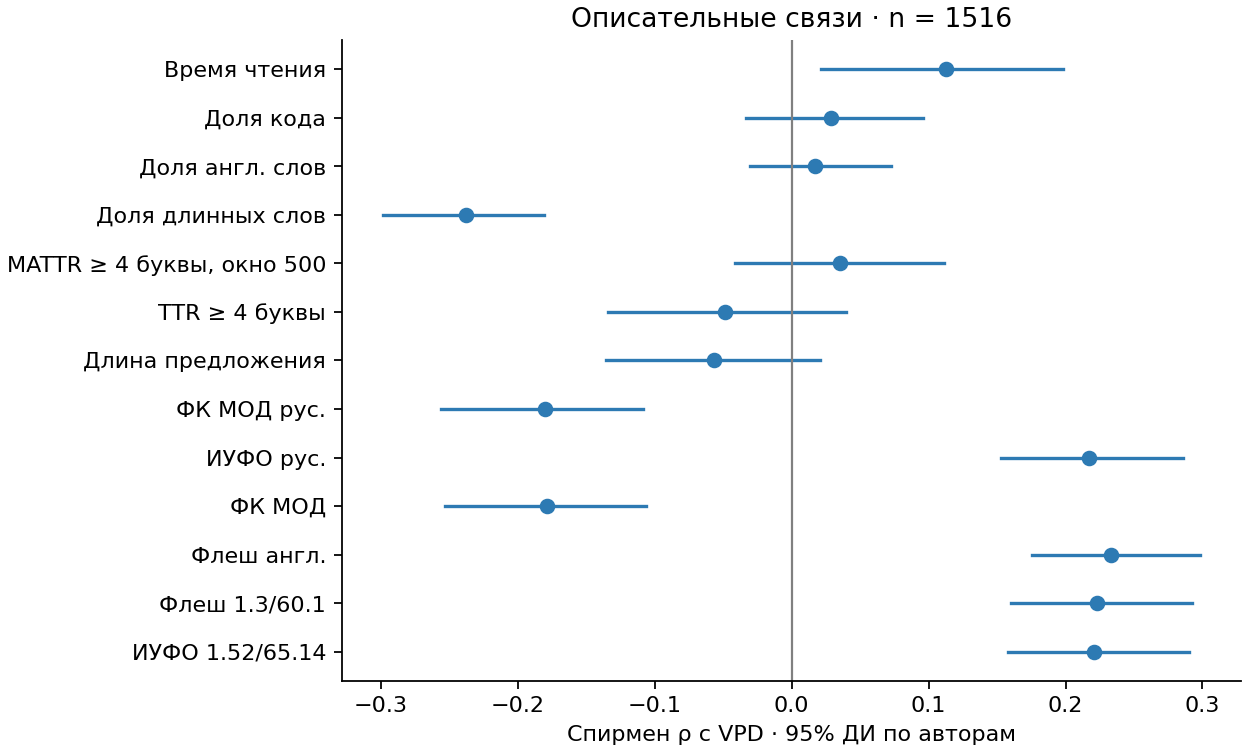 Описательные связи · n = 1516
Время чтения
Доля кода
Доля англ. слов
Доля длинных слов
MATTR ≥ 4 буквы, окно 500
TTR ≥ 4 буквы
Длина предложения
ФК МОД рус.
ИУФО рус.
ФК МОД
Флеш англ.
Флеш 1.3/60.1
ИУФО 1.52/65.14
−0.3 −0.2 −0.1 0.0 0.1 0.2 0.3
Спирмен ρ с VPD · 95% ДИ по авторам